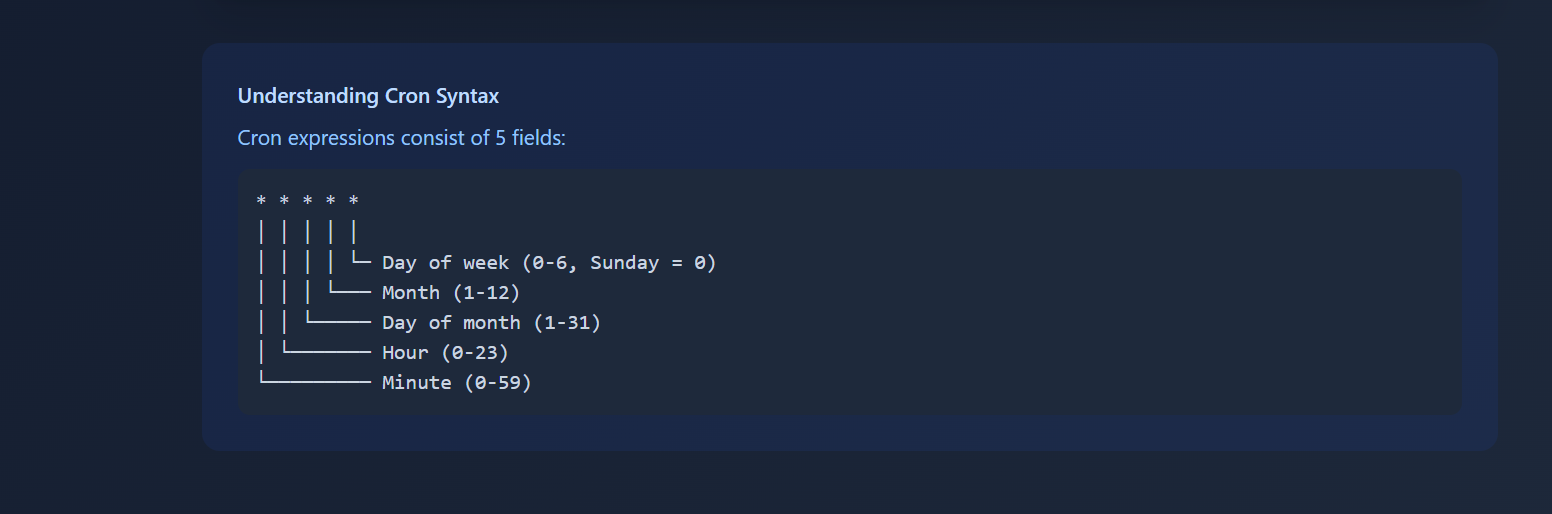 Understanding Cron Syntax
Cron expressions consist of 5 fields:
* * * * *
│ │ │ │ │
│ │ │ │ └─ Day of week (0-6, Sunday = 0)
│ │ │ └─── Month (1-12)
│ │ └───── Day of month (1-31)
│ └─────── Hour (0-23)
└───────── Minute (0-59)